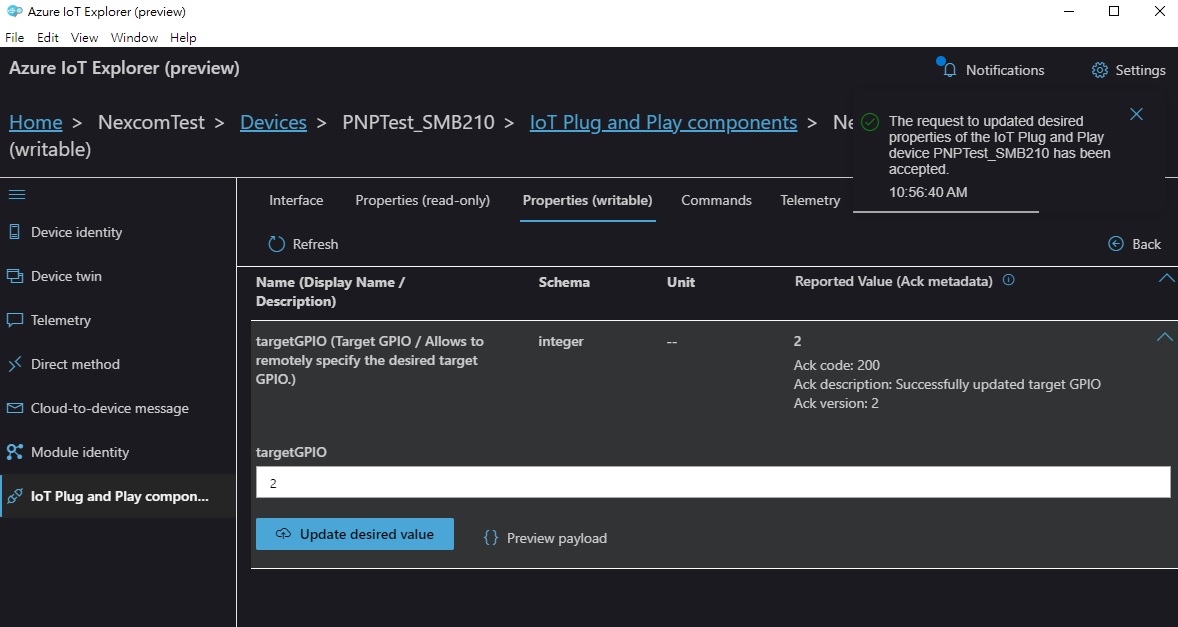 Azure IoT Explorer (preview)
File Edit View Window Help
Azure IoT Explorer (preview)
Notifications
Settings
Home > NexcomTest > Devices > PNPTest_SMB210 > IoT Plug and Play components > Ne
(writable)
The request to updated desired
properties of the IoT Plug and Play
device PNPTest_SMB210 has been
accepted.
10:56:40 AM
Device identity
Device twin
Telemetry
Direct method
Cloud-to-device message
Module identity
IoT Plug and Play compon...
Interface Properties (read-only) Properties (writable) Commands Telemetry
Refresh
Back
Name (Display Name /
Description)
Schema
Unit
Reported Value (Ack metadata)
targetGPIO (Target GPIO / Allows to
remotely specify the desired target
GPIO.)
integer
--
2
Ack code: 200
Ack description: Successfully updated target GPIO
Ack version: 2
targetGPIO
2
Update desired value
{} Preview payload